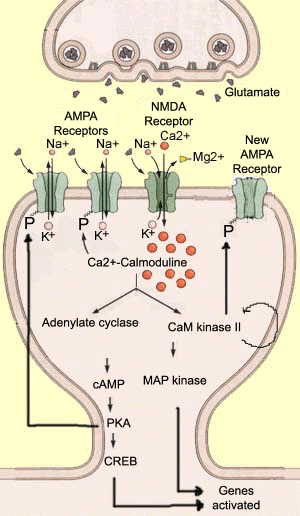 Glutamate
AMPA
Receptors
NMDA
Receptor
Na+
Na+
Na+
Ca2+
Mg2+
New
AMPA
Receptor
P
K+
P
K+
K+
P
Ca2+-Calmoduline
Adenylate cyclase
CaM kinase II
cAMP
MAP kinase
PKA
CREB
Genes
activated